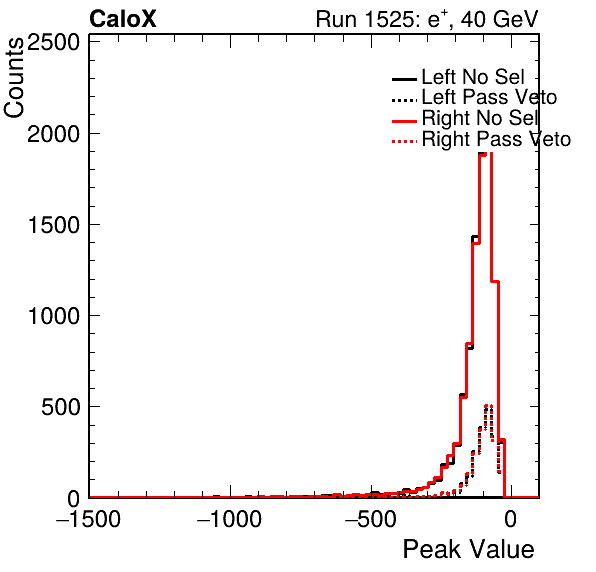 CaloX Run 1525: e+, 40 GeV
Counts
2500
2000
1500
1000
500
0
Left No Sel
Left Pass Veto
Right No Sel
Right Pass Veto
−1500 −1000 −500 0
Peak Value